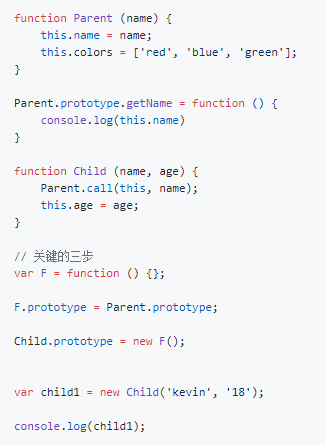 function Parent (name) {
    this.name = name;
    this.colors = ['red', 'blue', 'green'];
}
Parent.prototype.getName = function () {
    console.log(this.name)
}
function Child (name, age) {
    Parent.call(this, name);
    this.age = age;
}
// 关键的三步
var F = function () {};
F.prototype = Parent.prototype;
Child.prototype = new F();
var child1 = new Child('kevin', '18');
console.log(child1);